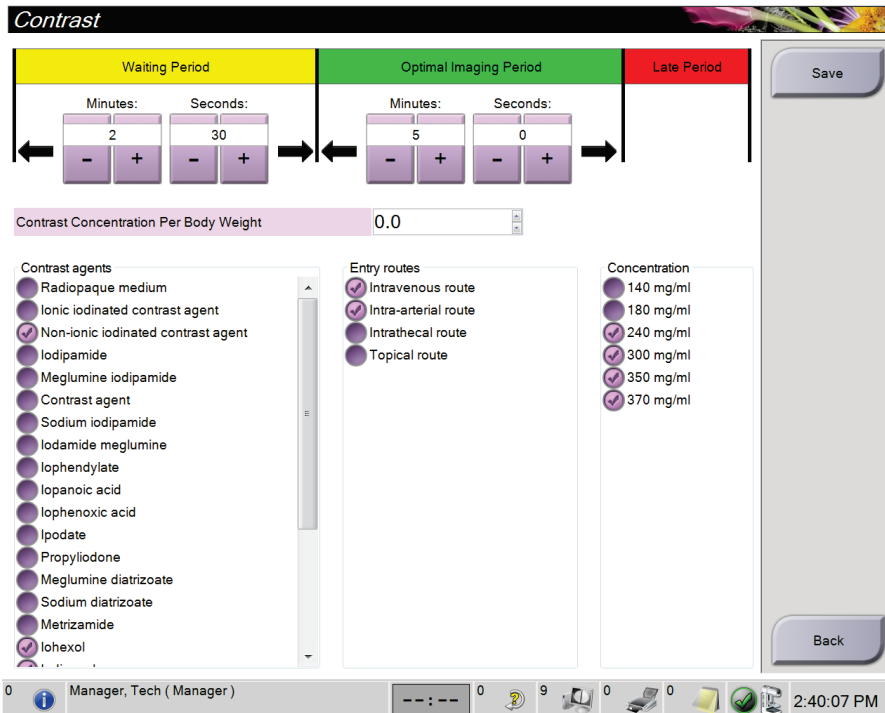 Contrast
Waiting Period
Optimal Imaging Period
Late Period
Save
Minutes:
Seconds:
Minutes:
Seconds:
2
30
5
0
- +
- +
- +
- +
Contrast Concentration Per Body Weight
0.0
Contrast agents
Radiopaque medium
Ionic iodinated contrast agent
Non-ionic iodinated contrast agent
Iodipamide
Meglumine iodipamide
Contrast agent
Sodium iodipamide
Iodamide meglumine
Iophendylate
Iopanoic acid
Iophenoxic acid
Ipodate
Propyliodone
Meglumine diatrizoate
Sodium diatrizoate
Metrizamide
Iohexol
Entry routes
Intravenous route
Intra-arterial route
Intrathecal route
Topical route
Concentration
140 mg/ml
180 mg/ml
240 mg/ml
300 mg/ml
350 mg/ml
370 mg/ml
Back
0
Manager, Tech ( Manager )
--:--
0
9
0
0
2:40:07 PM